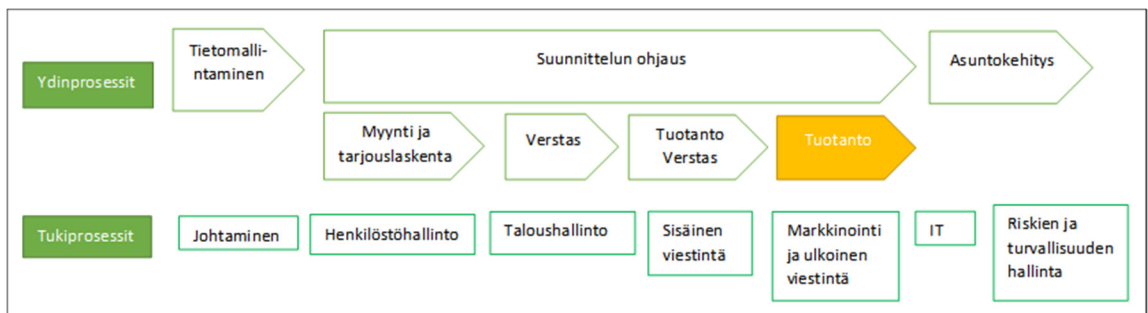 Ydinprosessit
Tietomalli-
ntaminen
Suunnittelun ohjaus
Asuntokehitys
Myynti ja
tarjouslaskenta
Verstas
Tuotanto
Verstas
Tuotanto
Tukiprosessit
Johtaminen
Henkilöstöhallinto
Taloushallinto
Sisäinen
viestintä
Markkinointi
ja ulkoinen
viestintä
IT
Riskien ja
turvallisuuden
hallinta